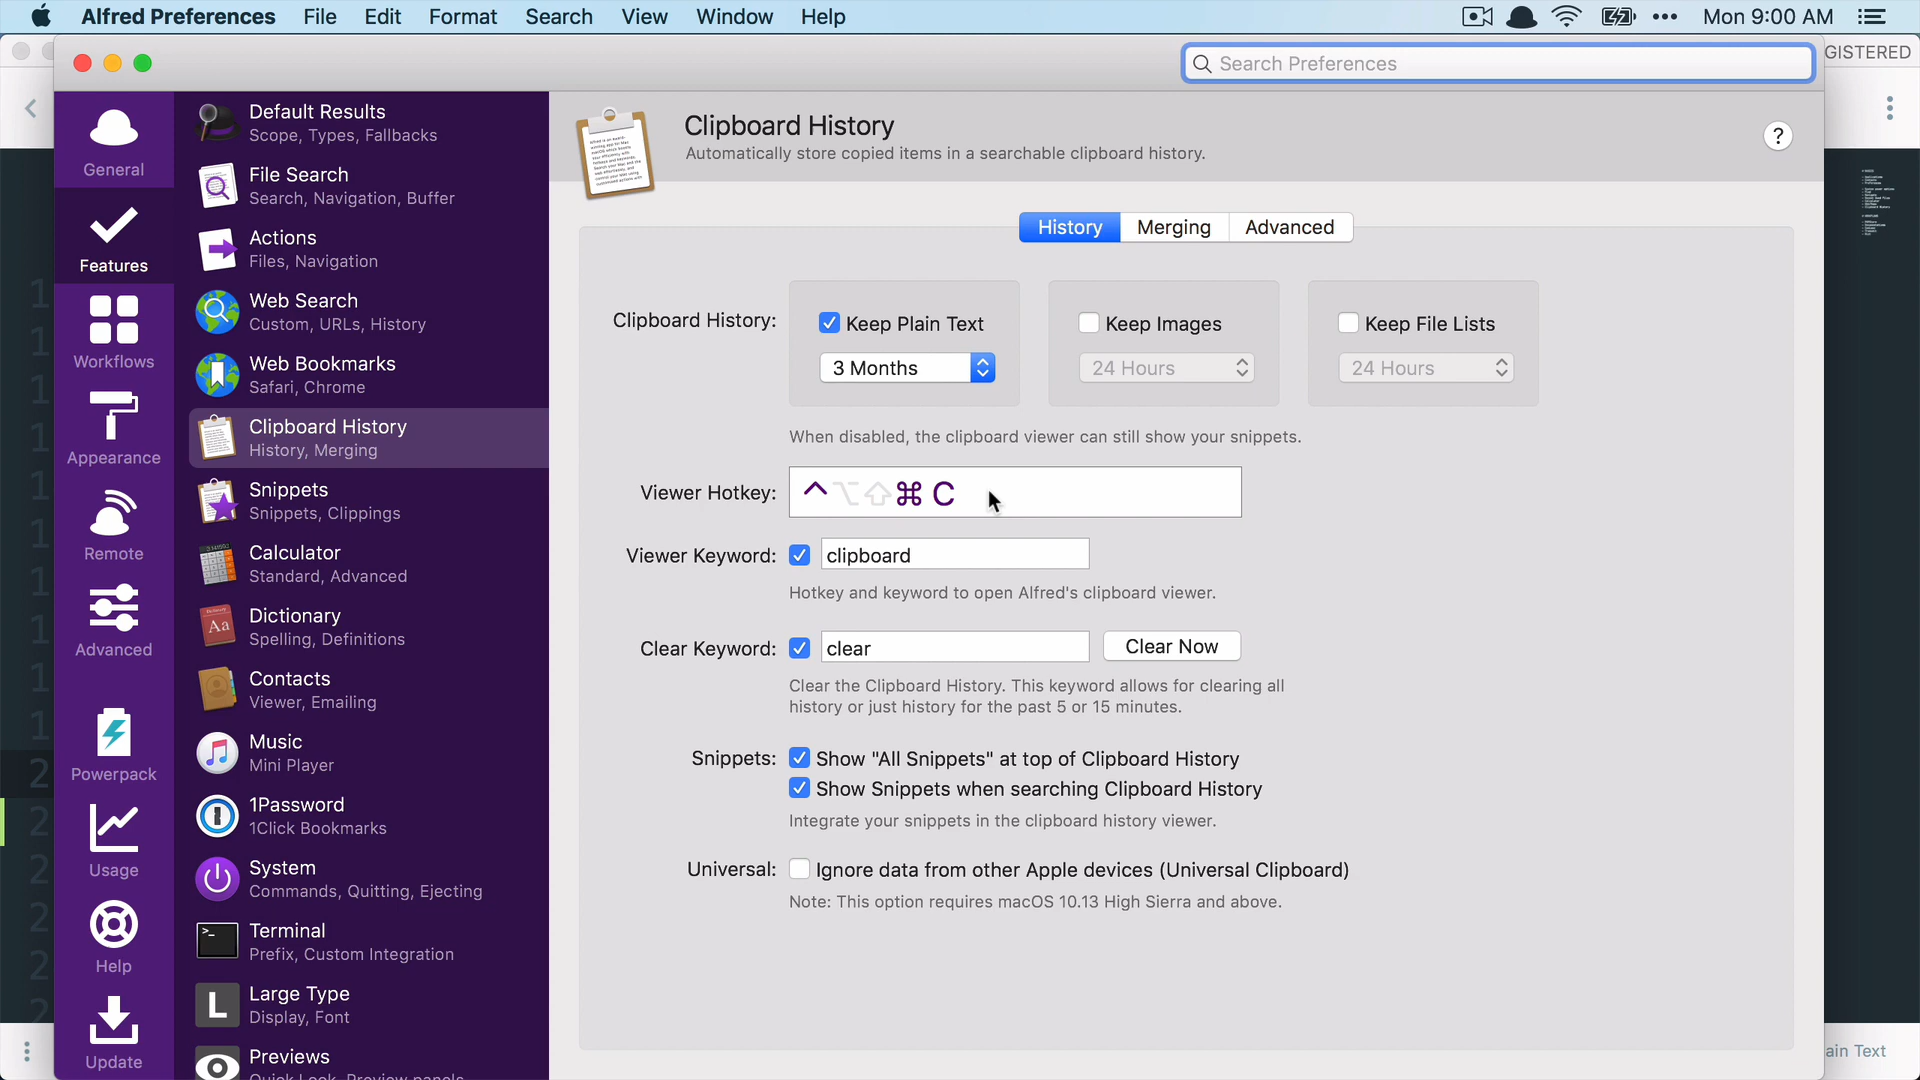 Alfred Preferences File Edit Format Search View Window Help
Mon 9:00 AM
GISTERED
Search Preferences
General
Features
Workflows
Appearance
Remote
Advanced
Powerpack
Usage
Help
Update
Default Results
Scope, Types, Fallbacks
File Search
Search, Navigation, Buffer
Actions
Files, Navigation
Web Search
Custom, URLs, History
Web Bookmarks
Safari, Chrome
Clipboard History
History, Merging
Snippets
Snippets, Clippings
Calculator
Standard, Advanced
Dictionary
Spelling, Definitions
Contacts
Viewer, Emailing
Music
Mini Player
1Password
1Click Bookmarks
System
Commands, Quitting, Ejecting
Terminal
Prefix, Custom Integration
Large Type
Display, Font
Previews
Quick Look, Preview panels
Clipboard History
Automatically store copied items in a searchable clipboard history.
?
History Merging Advanced
Clipboard History: Keep Plain Text Keep Images Keep File Lists
3 Months 24 Hours 24 Hours
When disabled, the clipboard viewer can still show your snippets.
Viewer Hotkey: ^⌥⇧⌘ C
Viewer Keyword: clipboard
Hotkey and keyword to open Alfred's clipboard viewer.
Clear Keyword: clear Clear Now
Clear the Clipboard History. This keyword allows for clearing all
history or just history for the past 5 or 15 minutes.
Snippets: Show "All Snippets" at top of Clipboard History
Show Snippets when searching Clipboard History
Integrate your snippets in the clipboard history viewer.
Universal: Ignore data from other Apple devices (Universal Clipboard)
Note: This option requires macOS 10.13 High Sierra and above.
ain Text